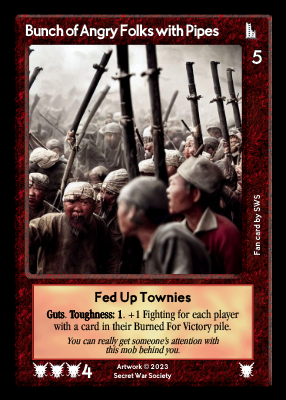 Bunch of Angry Folks with Pipes
5
Fan card by SWS
Fed Up Townies
Guts. Toughness: 1. +1 Fighting for each player
with a card in their Burned For Victory pile.
You can really get someone's attention with
this mob behind you.
4
Artwork © 2023
Secret War Society